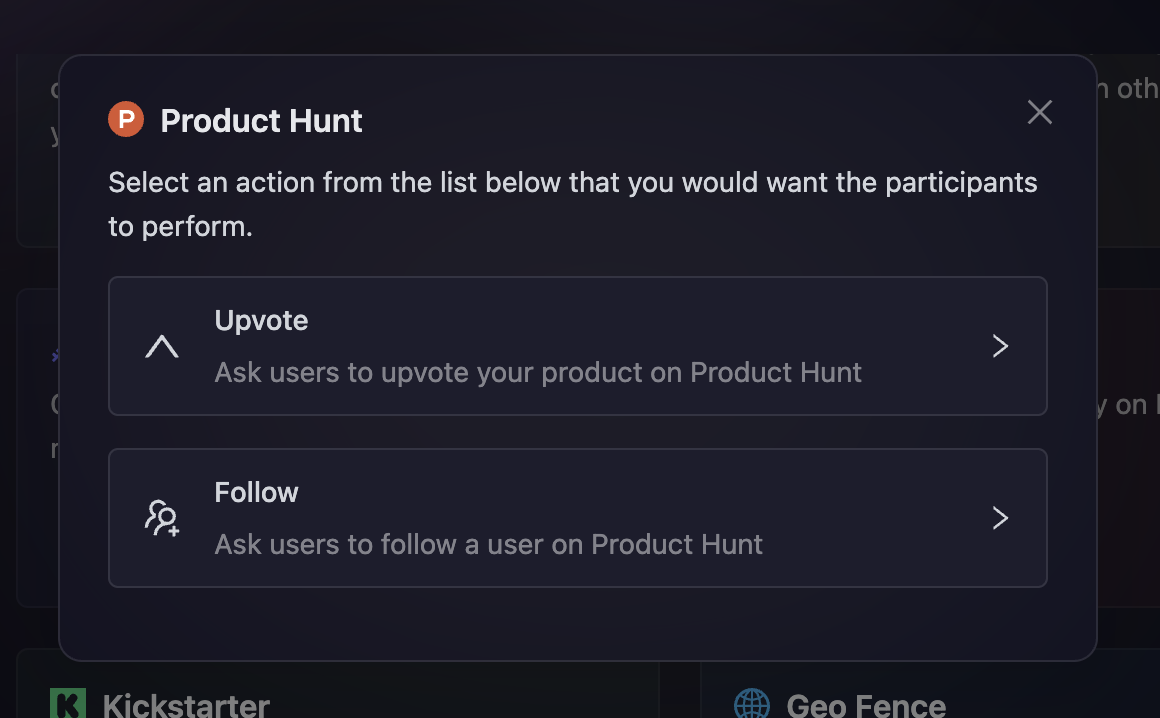 Product Hunt
Select an action from the list below that you would want the participants
to perform.
Upvote
Ask users to upvote your product on Product Hunt
Follow
Ask users to follow a user on Product Hunt
y on
Kickstarter
Geo Fence